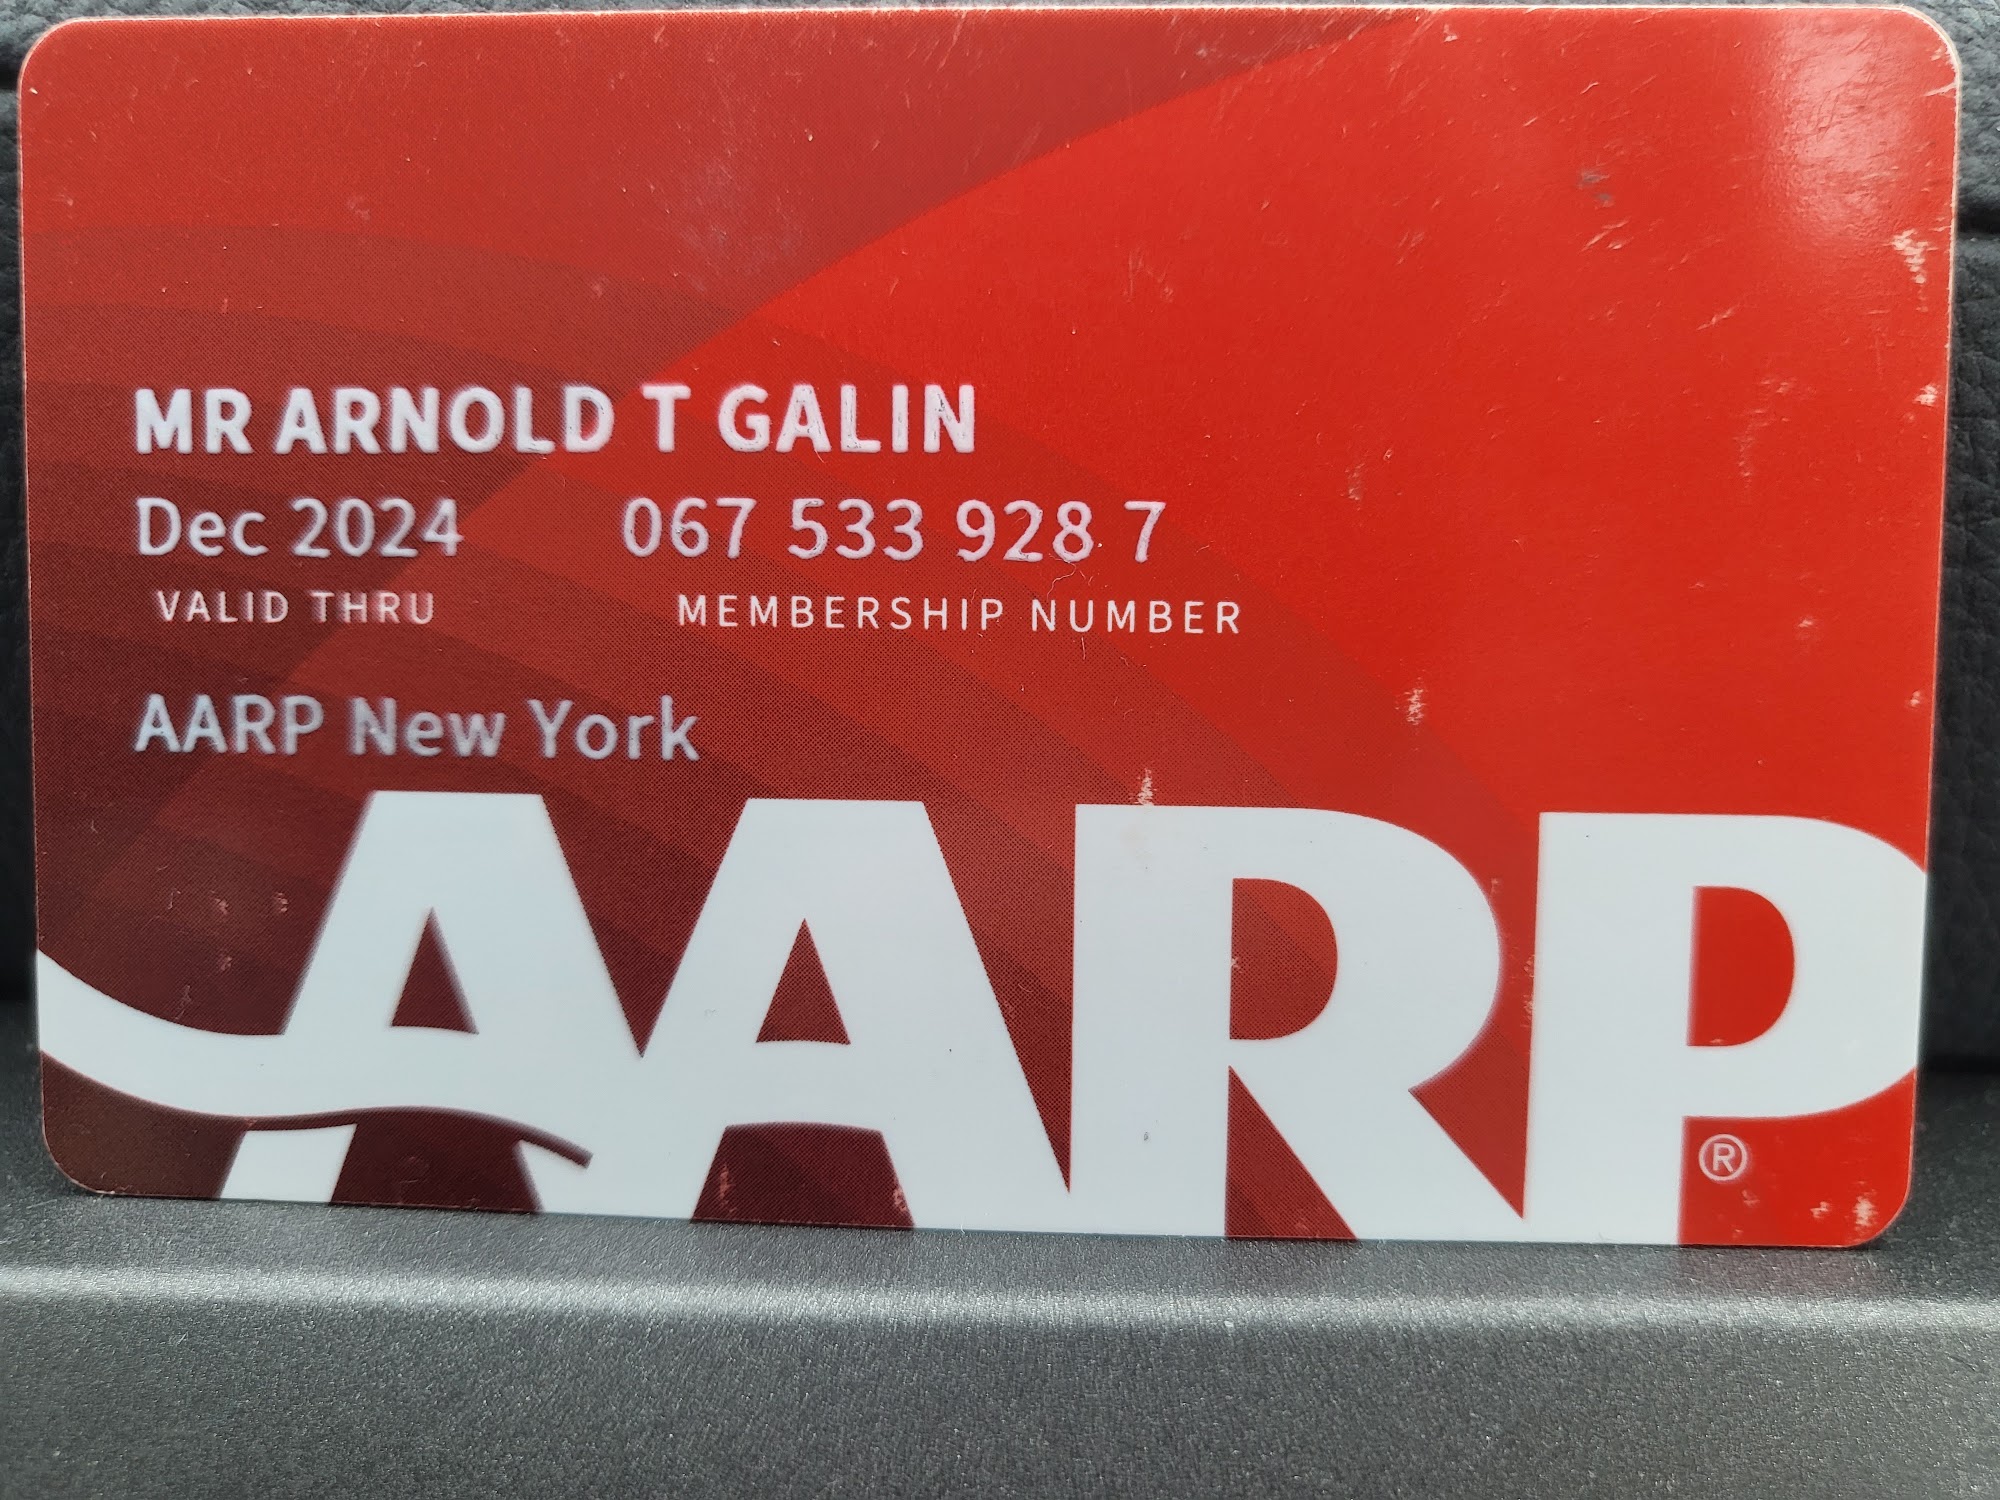 MR ARNOLD T GALIN
Dec 2024 067 533 928 7
VALID THRU MEMBERSHIP NUMBER
AARP New York
AARP®